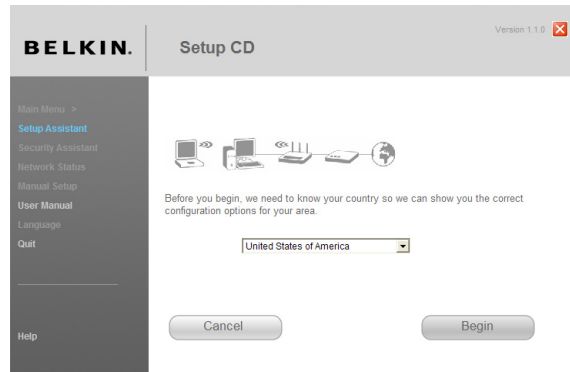 BELKIN.
Setup CD
Version 1.1.0
Main Menu >
Setup Assistant
Security Assistant
Network Status
Manual Setup
User Manual
Language
Quit
Help
Before you begin, we need to know your country so we can show you the correct
configuration options for your area.
United States of America
Cancel
Begin